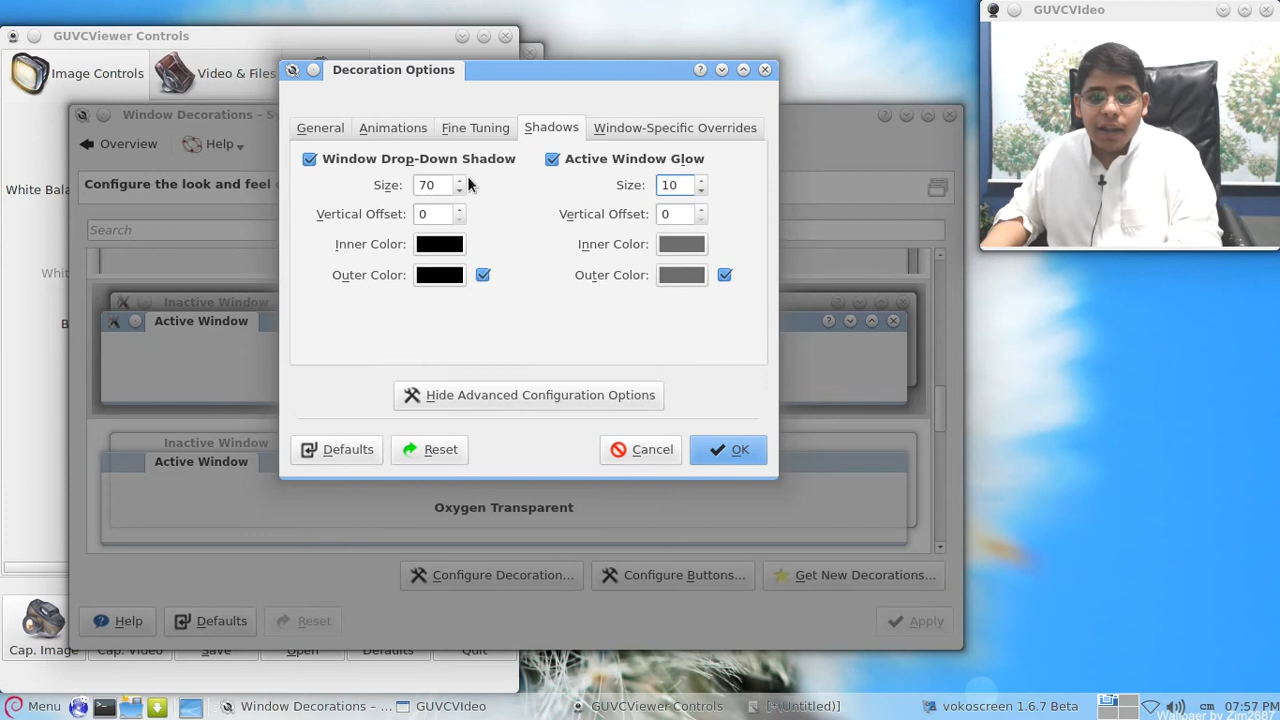 GUVCViewer Controls
GUVCVIdeo
Image Controls
Video & Files
Decoration Options
Window Decorations – Sy
General
Animations
Fine Tuning
Shadows
Window-Specific Overrides
Overview
Help
Window Drop-Down Shadow
Active Window Glow
Configure the look and feel
Size:
70
Size:
10
White Bala
Vertical Offset:
0
Vertical Offset:
0
Search
Inner Color:
Inner Color:
Outer Color:
Outer Color:
Inactive Window
Active Window
Hide Advanced Configuration Options
Inactive Window
Active Window
Defaults
Reset
Cancel
OK
Oxygen Transparent
Configure Decoration...
Configure Buttons...
Get New Decorations...
Help
Defaults
Reset
Apply
Cap. Image
Cap. Video
Save
Open
Defaults
Quit
Menu
Window Decorations – ...
GUVCVIdeo
GUVCViewer Controls
[*(Untitled)]
vokoscreen 1.6.7 Beta
07:57 PM